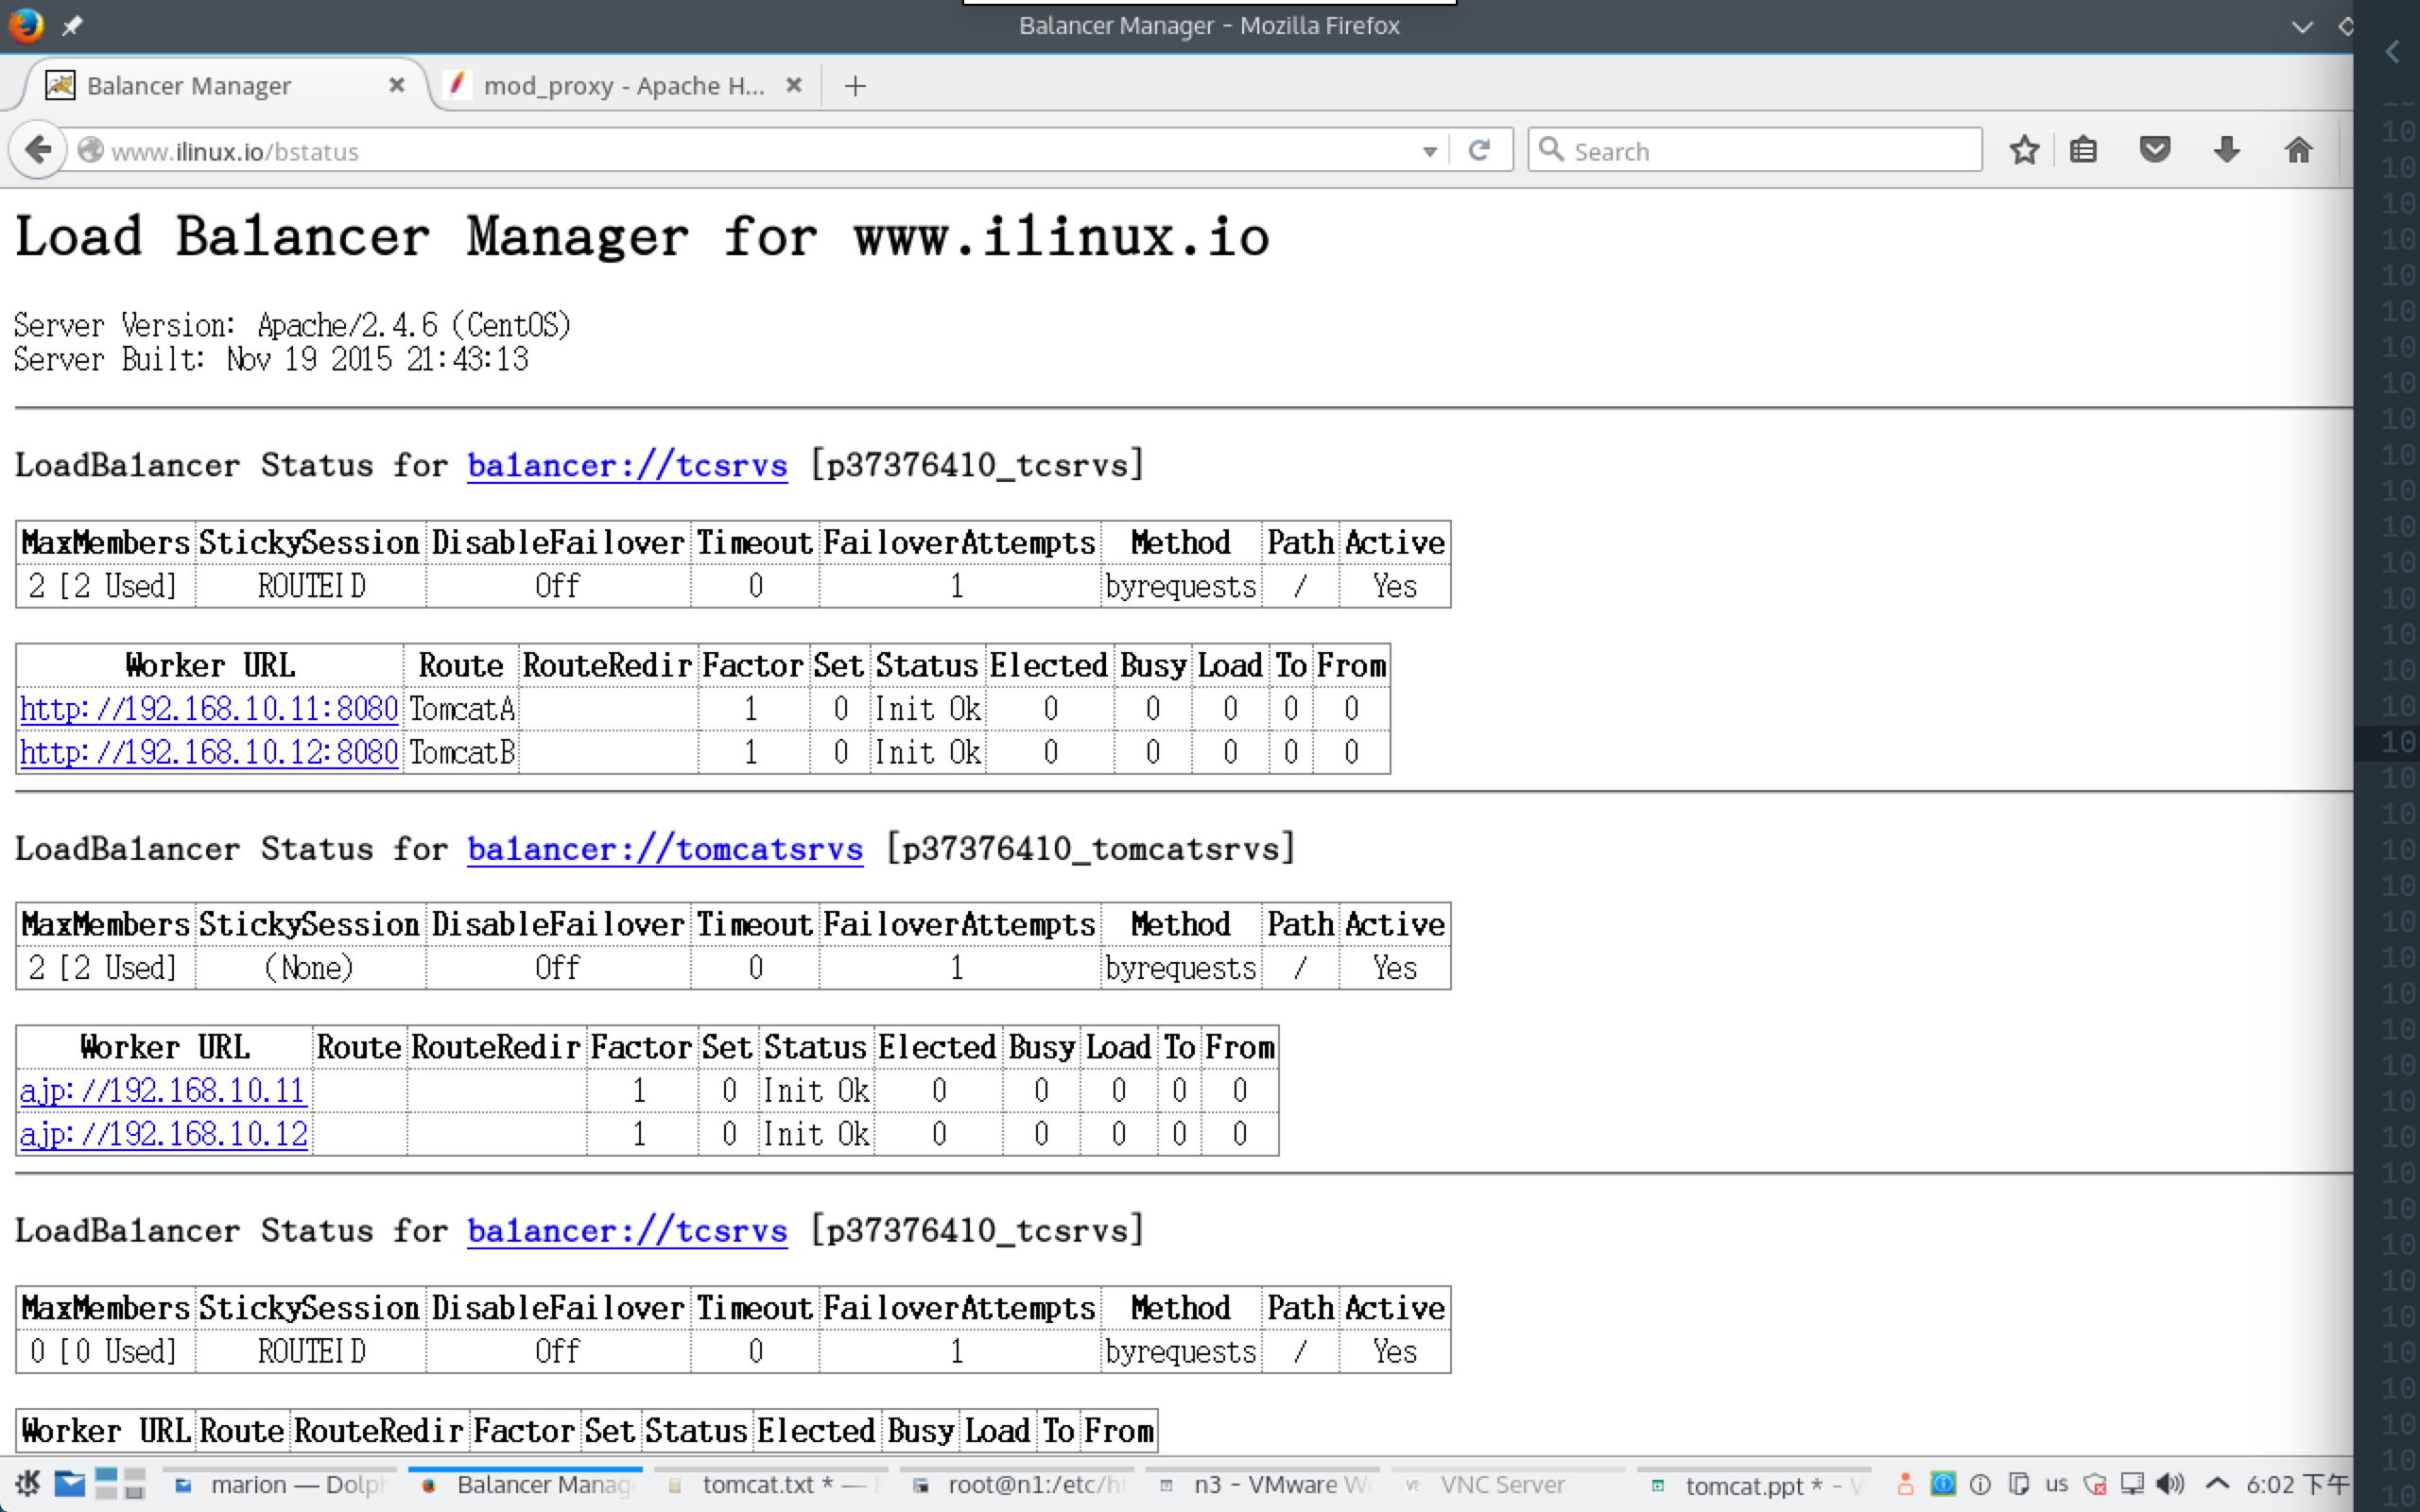 Balancer Manager - Mozilla Firefox
Balancer Manager
mod_proxy - Apache H...
www.ilinux.io/bstatus
Search
Load Balancer Manager for www.ilinux.io
Server Version: Apache/2.4.6 (CentOS)
Server Built: Nov 19 2015 21:43:13
LoadBalancer Status for balancer://tcsrvs [p37376410_tcsrvs]
MaxMembers StickySession DisableFailover Timeout FailoverAttempts Method Path Active
2 [2 Used] ROUTEID Off 0 1 byrequests / Yes
Worker URL Route RouteRedir Factor Set Status Elected Busy Load To From
http://192.168.10.11:8080 TomcatA 1 0 Init Ok 0 0 0 0 0
http://192.168.10.12:8080 TomcatB 1 0 Init Ok 0 0 0 0 0
LoadBalancer Status for balancer://tomcatsrvs [p37376410_tomcatsrvs]
MaxMembers StickySession DisableFailover Timeout FailoverAttempts Method Path Active
2 [2 Used] (None) Off 0 1 byrequests / Yes
Worker URL Route RouteRedir Factor Set Status Elected Busy Load To From
ajp://192.168.10.11 1 0 Init Ok 0 0 0 0 0
ajp://192.168.10.12 1 0 Init Ok 0 0 0 0 0
LoadBalancer Status for balancer://tcsrvs [p37376410_tcsrvs]
MaxMembers StickySession DisableFailover Timeout FailoverAttempts Method Path Active
0 [0 Used] ROUTEID Off 0 1 byrequests / Yes
Worker URL Route RouteRedir Factor Set Status Elected Busy Load To From
marion — Dolph
Balancer Manag
tomcat.txt * —
root@n1:/etc/ht
n3 - VMware Wo
VNC Server
tomcat.ppt * -
us
6:02 下午